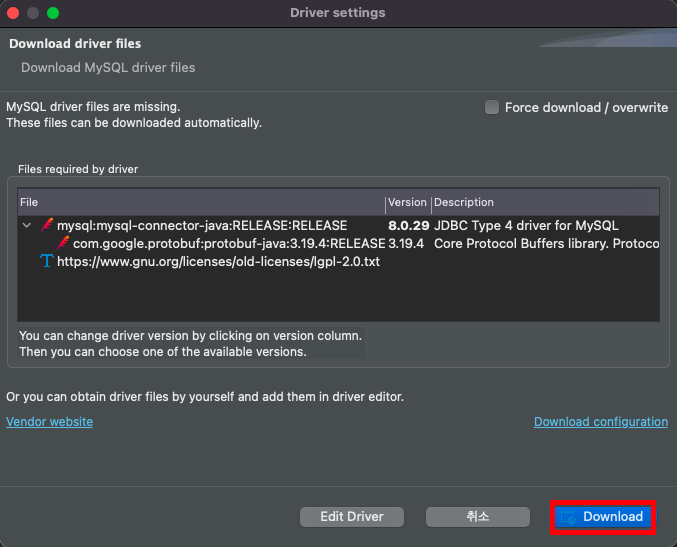 Driver settings
Download driver files
Download MySQL driver files
MySQL driver files are missing.
These files can be downloaded automatically.
Force download / overwrite
Files required by driver
File Version Description
mysql:mysql-connector-java:RELEASE:RELEASE 8.0.29 JDBC Type 4 driver for MySQL
com.google.protobuf:protobuf-java:3.19.4:RELEASE 3.19.4 Core Protocol Buffers library. Protoco
T https://www.gnu.org/licenses/old-licenses/lgpl-2.0.txt
You can change driver version by clicking on version column.
Then you can choose one of the available versions.
Or you can obtain driver files by yourself and add them in driver editor.
Vendor website Download configuration
Edit Driver 취소 Download